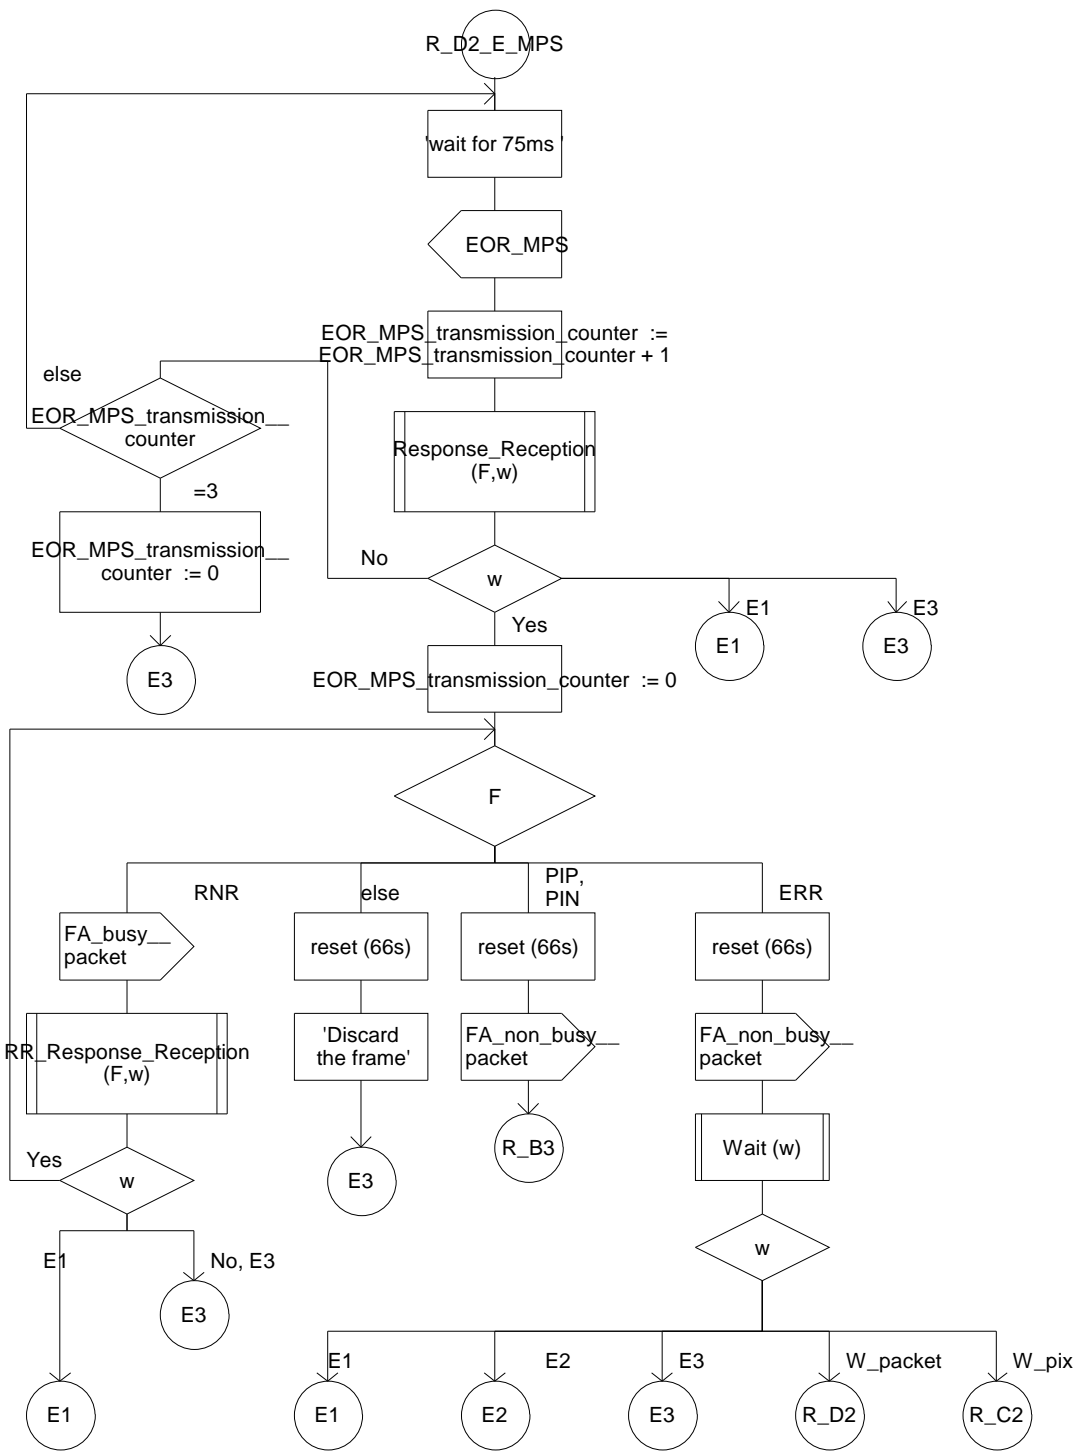 R_D2_E_MPS
'wait for 75ms '
EOR_MPS
EOR_MPS_transmission_counter :=
EOR_MPS_transmission_counter + 1
else
EOR_MPS_transmission__
counter
Response_Reception
(F,w)
=3
EOR_MPS_transmission__
counter := 0
No
w
E1
E3
Yes
E1
E3
E3
EOR_MPS_transmission_counter := 0
F
RNR
else
PIP,
PIN
ERR
FA_busy__
packet
reset (66s)
reset (66s)
reset (66s)
RR_Response_Reception
(F,w)
'Discard
the frame'
FA_non_busy__
packet
FA_non_busy__
packet
Yes
w
E3
R_B3
Wait (w)
E1
No, E3
w
E3
E1
E2
E3
W_packet
W_pix
E1
E1
E2
E3
R_D2
R_C2